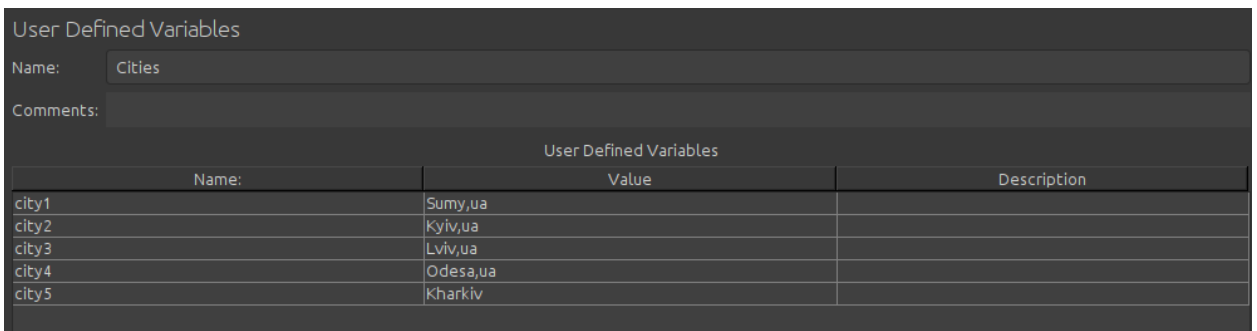 User Defined Variables
Name: Cities
Comments:
User Defined Variables
Name: Value Description
city1 Sumy,ua
city2 Kyiv,ua
city3 Lviv,ua
city4 Odesa,ua
city5 Kharkiv